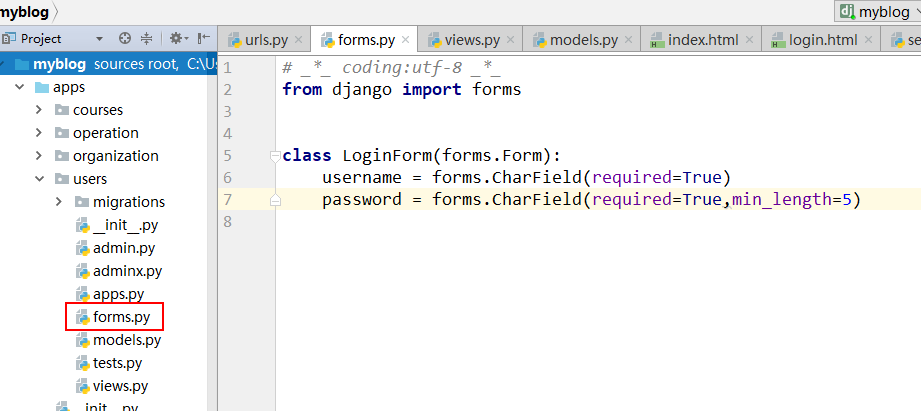 myblog
myblog
Project
urls.py
forms.py
views.py
models.py
index.html
login.html
se
myblog sources root, C:\Us
apps
courses
operation
organization
users
migrations
__init__.py
admin.py
adminx.py
apps.py
forms.py
models.py
tests.py
views.py
__init__.py
1 # _*_ coding:utf-8 _*_
2 from django import forms
3
4
5 class LoginForm(forms.Form):
6 username = forms.CharField(required=True)
7 password = forms.CharField(required=True,min_length=5)
8